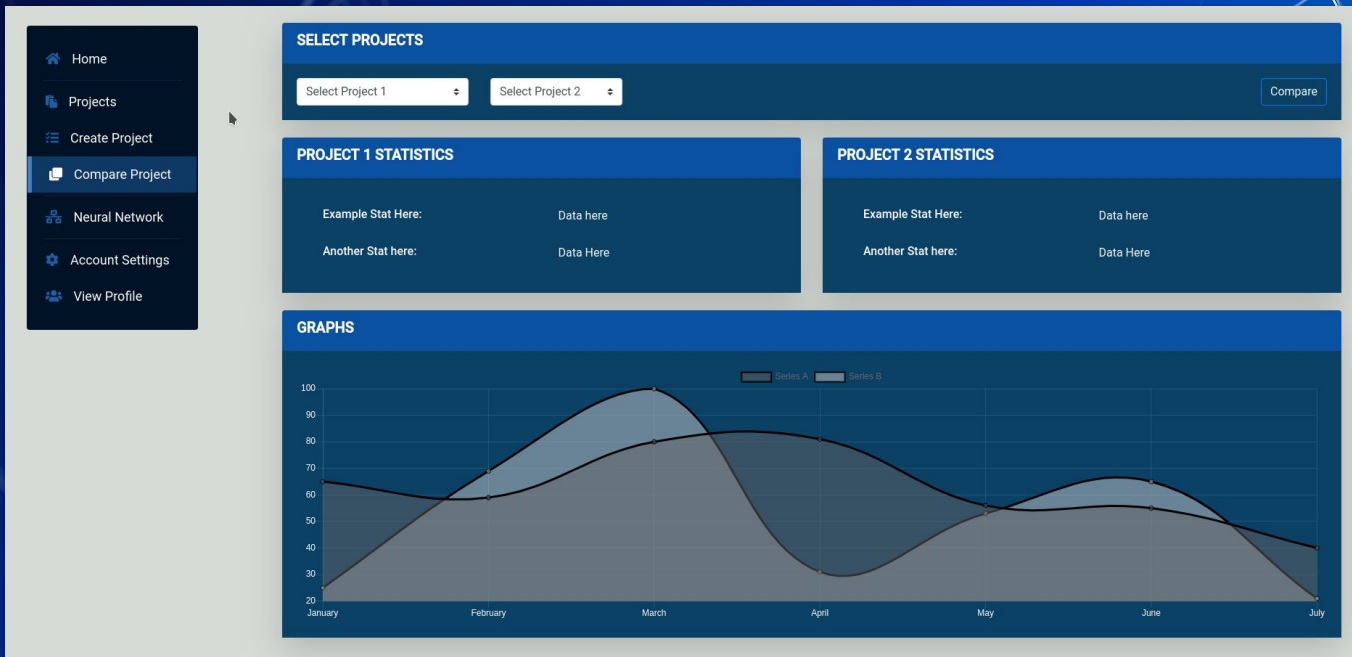 Home
Projects
Create Project
Compare Project
Neural Network
Account Settings
View Profile
SELECT PROJECTS
Select Project 1
Select Project 2
Compare
PROJECT 1 STATISTICS
Example Stat Here:
Data here
Another Stat here:
Data Here
PROJECT 2 STATISTICS
Example Stat Here:
Data here
Another Stat here:
Data Here
GRAPHS
Series A
Series B
100
90
80
70
60
50
40
30
20
January
February
March
April
May
June
July